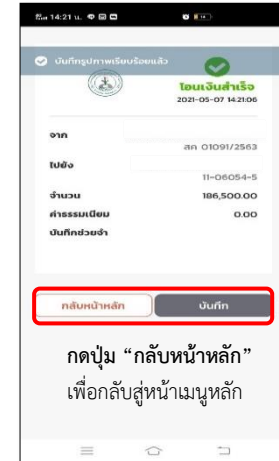 14:21 น.
บันทึกรูปภาพเรียบร้อยแล้ว
โอนเงินสำเร็จ
2021-05-07 14:21:06
จาก
สค 01091/2563
ไปยัง
11-06054-5
จำนวน 186,500.00
ค่าธรรมเนียม 0.00
บันทึกช่วยจำ
กลับหน้าหลัก บันทึก
กดปุ่ม “กลับหน้าหลัก”
เพื่อกลับสู่หน้าเมนูหลัก